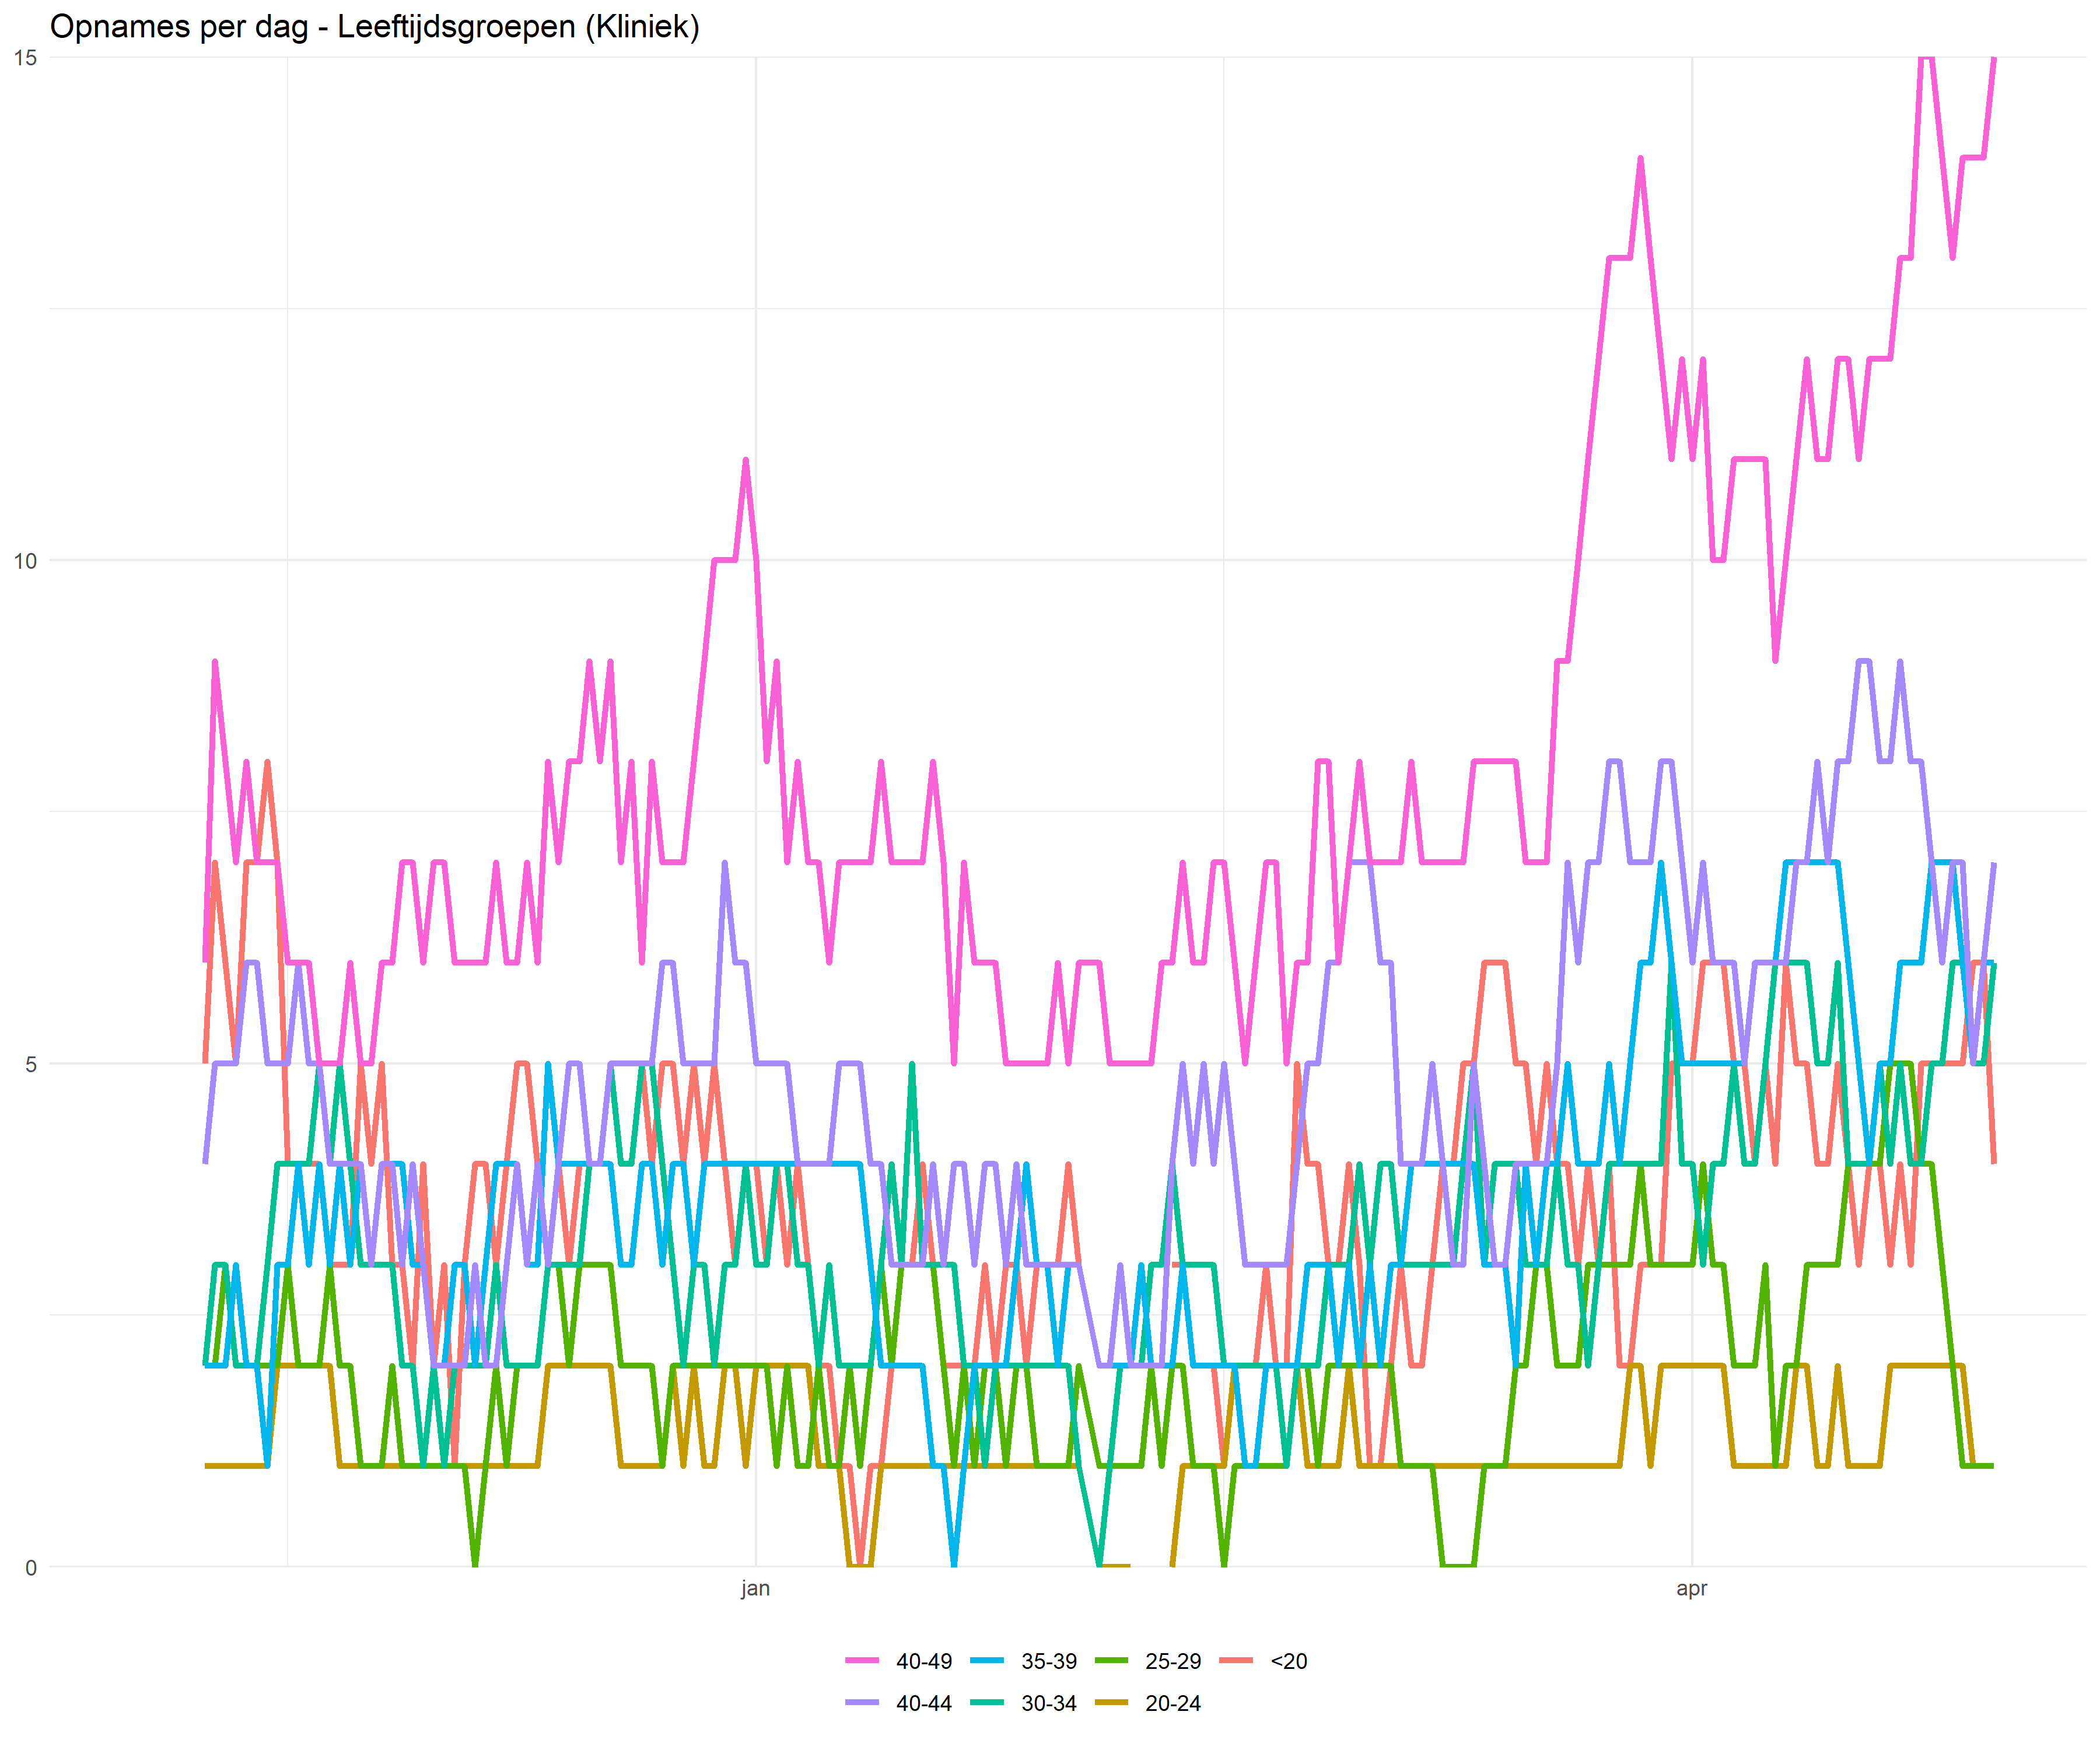 Opnames per dag - Leeftijdsgroepen (Kliniek)
15
10
5
0
jan apr
40-49 35-39 25-29 <20
40-44 30-34 20-24